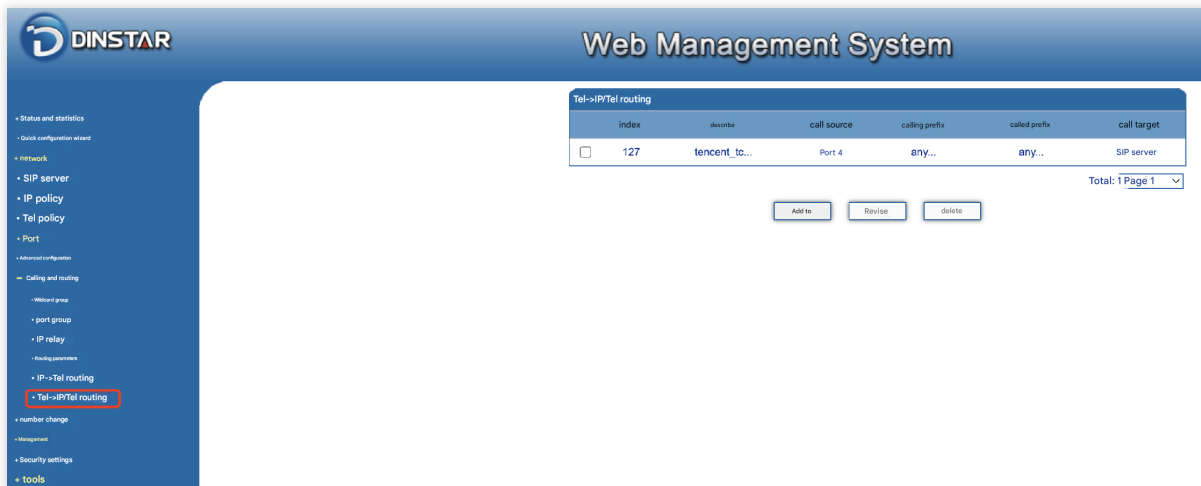 DINSTAR
Web Management System
+ Status and statistics
• Quick configuration wizard
+ network
• SIP server
• IP policy
• Tel policy
• Port
+ Advanced configuration
− Calling and routing
• Wildcard group
• port group
• IP relay
• Routing parameters
• IP->Tel routing
• Tel->IP/Tel routing
+ number change
+ Management
+ Security settings
+ tools
Tel->IP/Tel routing
index describe call source calling prefix called prefix call target
127 tencent_tc... Port 4 any... any... SIP server
Total: 1 Page 1
Add to Revise delete